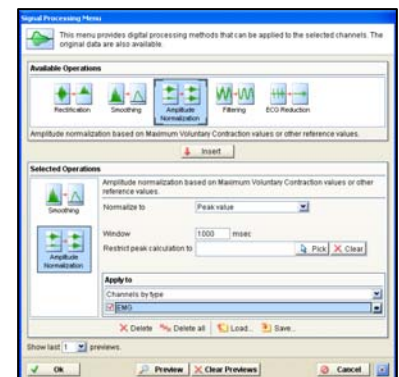 Signal Processing Menu
This menu provides digital processing methods that can be applied to the selected channels. The
original data are also available.
Available Operations
Rectification
Smoothing
Amplitude
Normalization
Filtering
ECG Reduction
Amplitude normalization based on Maximum Voluntary Contraction values or other reference values.
Insert
Selected Operations
Smoothing
Amplitude
Normalization
Amplitude normalization based on Maximum Voluntary Contraction values or other
reference values.
Normalize to Peak value
Window 1000 msec
Restrict peak calculation to Pick Clear
Apply to
Channels by type
EMG
Delete Delete all Load... Save...
Show last 1 previews.
Ok Preview Clear Previews Cancel